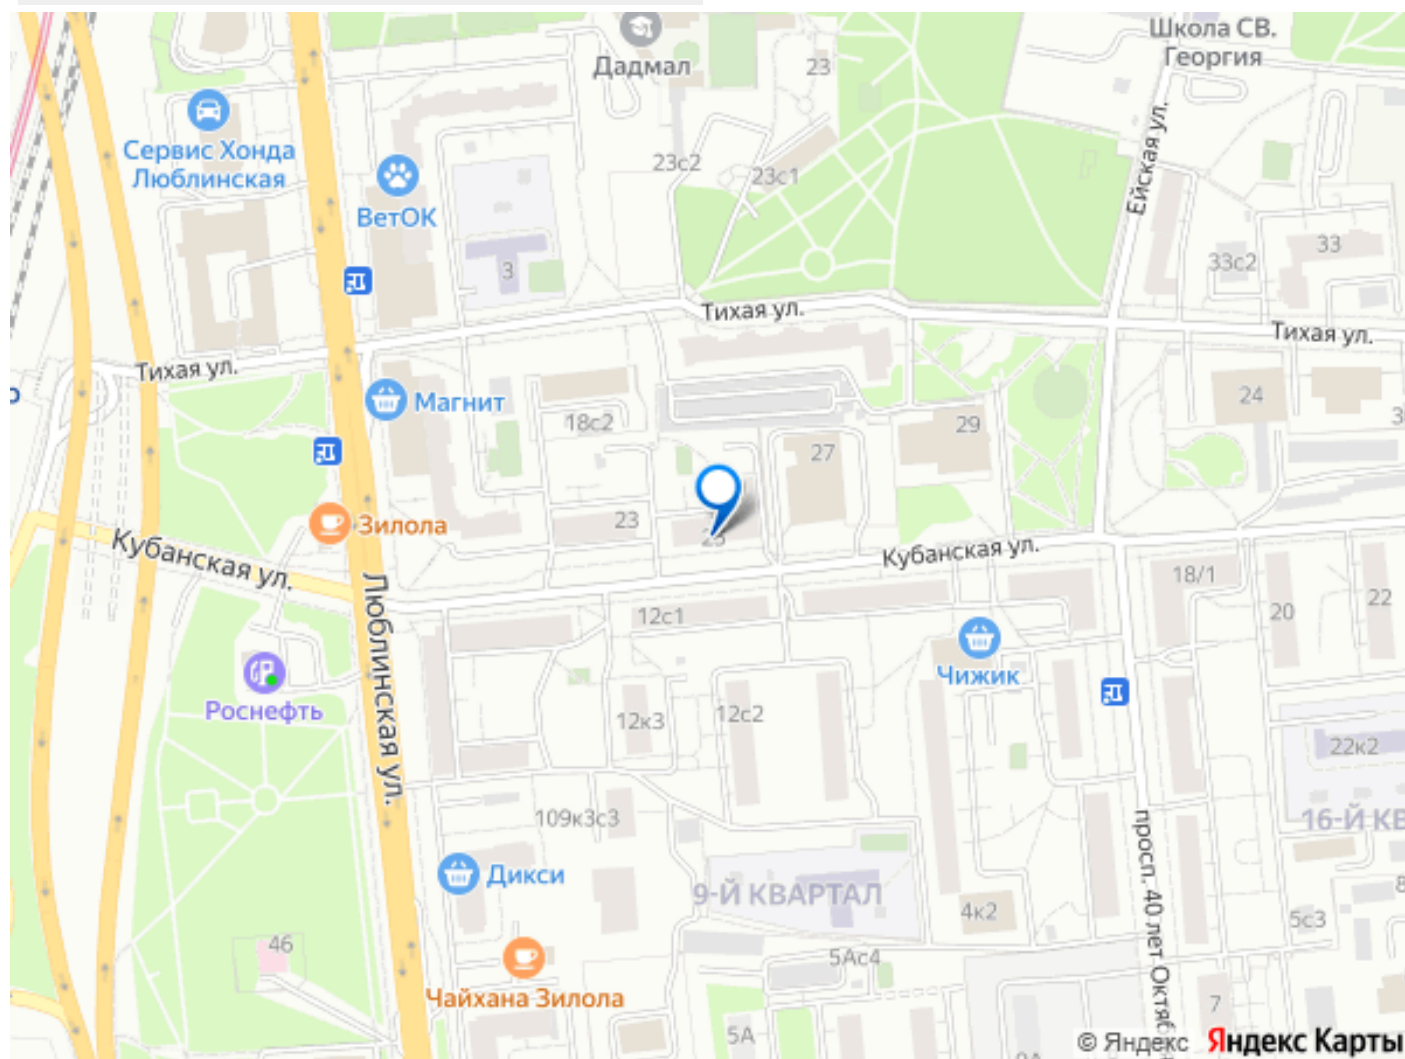 Школа СВ.
Георгия
Дадмал
23
Сервис Хонда
Люблинская
23с2
23с1
Ейская ул.
ВетОК
3
33
33с2
Тихая ул.
Тихая ул.
Тихая ул.
Магнит
18с2
24
29
27
Зилола
23
Кубанская ул.
Кубанская ул.
18/1
22
20
12с1
Люблинская ул.
Чижик
Роснефть
12к3
12с2
22к2
109к3с3
16-Й КВ
просп. 40 лет Октяб
Дикси
9-Й КВАРТАЛ
4к2
5с3
46
5Ас4
Чайхана Зилола
7
5А
© Яндекс Яндекс Карты